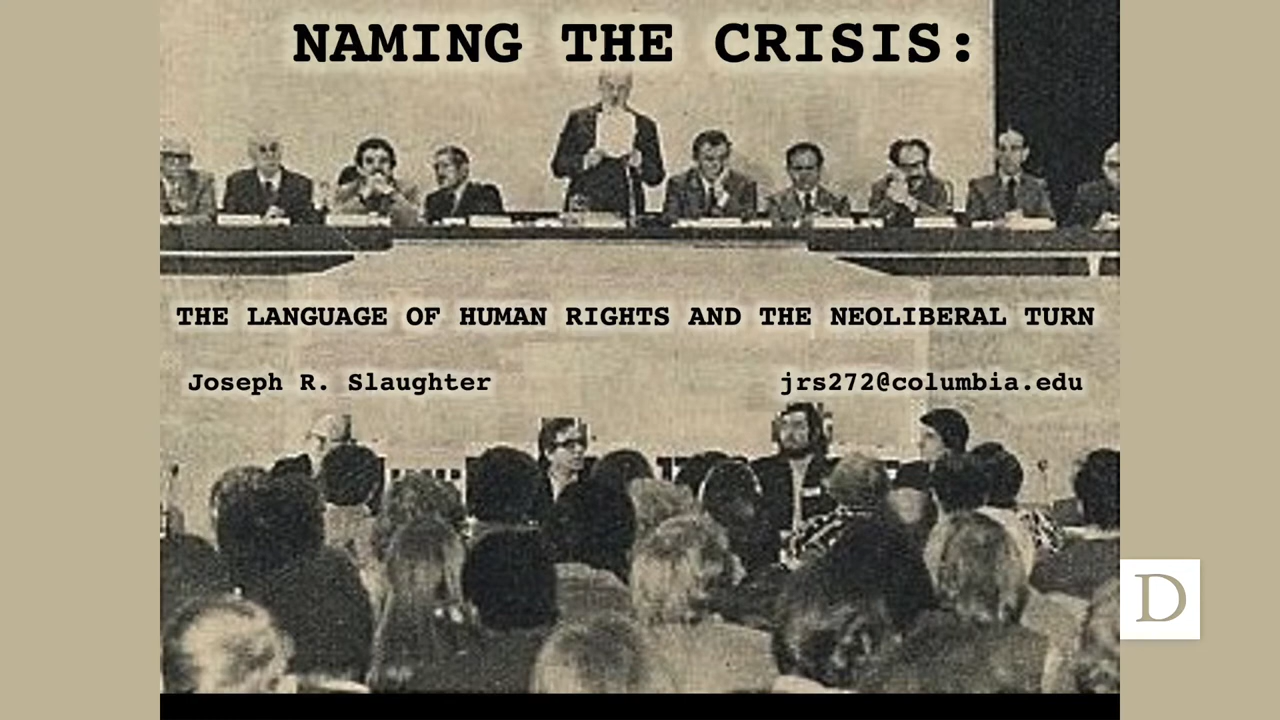 NAMING THE CRISIS:
THE LANGUAGE OF HUMAN RIGHTS AND THE NEOLIBERAL TURN
Joseph R. Slaughter
jrs272@columbia.edu
D